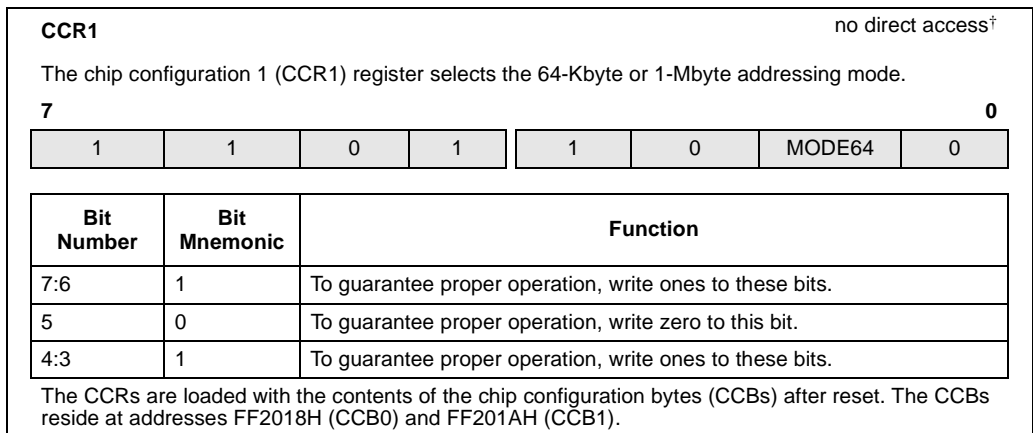 CCR1 no direct access†
The chip configuration 1 (CCR1) register selects the 64-Kbyte or 1-Mbyte addressing mode.
7 0
1 1 0 1 1 0 MODE64 0
Bit Number Bit Mnemonic Function
7:6 1 To guarantee proper operation, write ones to these bits.
5 0 To guarantee proper operation, write zero to this bit.
4:3 1 To guarantee proper operation, write ones to these bits.
The CCRs are loaded with the contents of the chip configuration bytes (CCBs) after reset. The CCBs
reside at addresses FF2018H (CCB0) and FF201AH (CCB1).